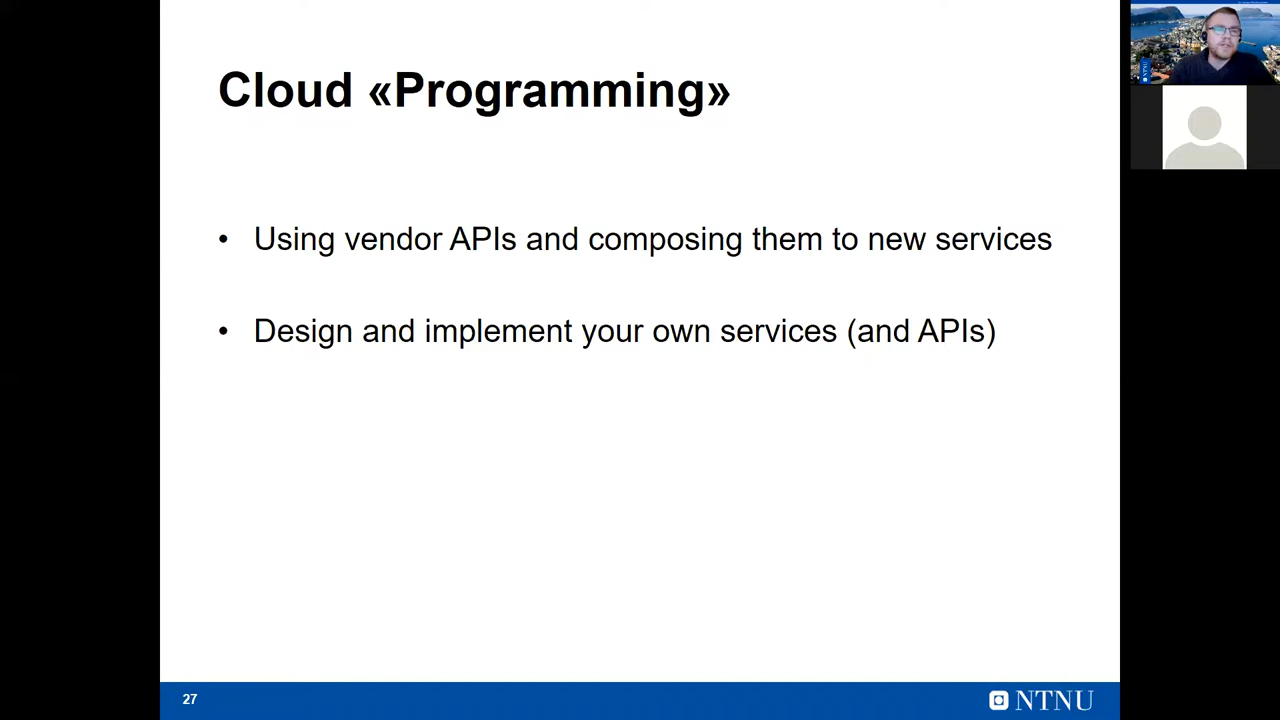 Cloud «Programming»
• Using vendor APIs and composing them to new services
• Design and implement your own services (and APIs)
27
NTNU
NTNU